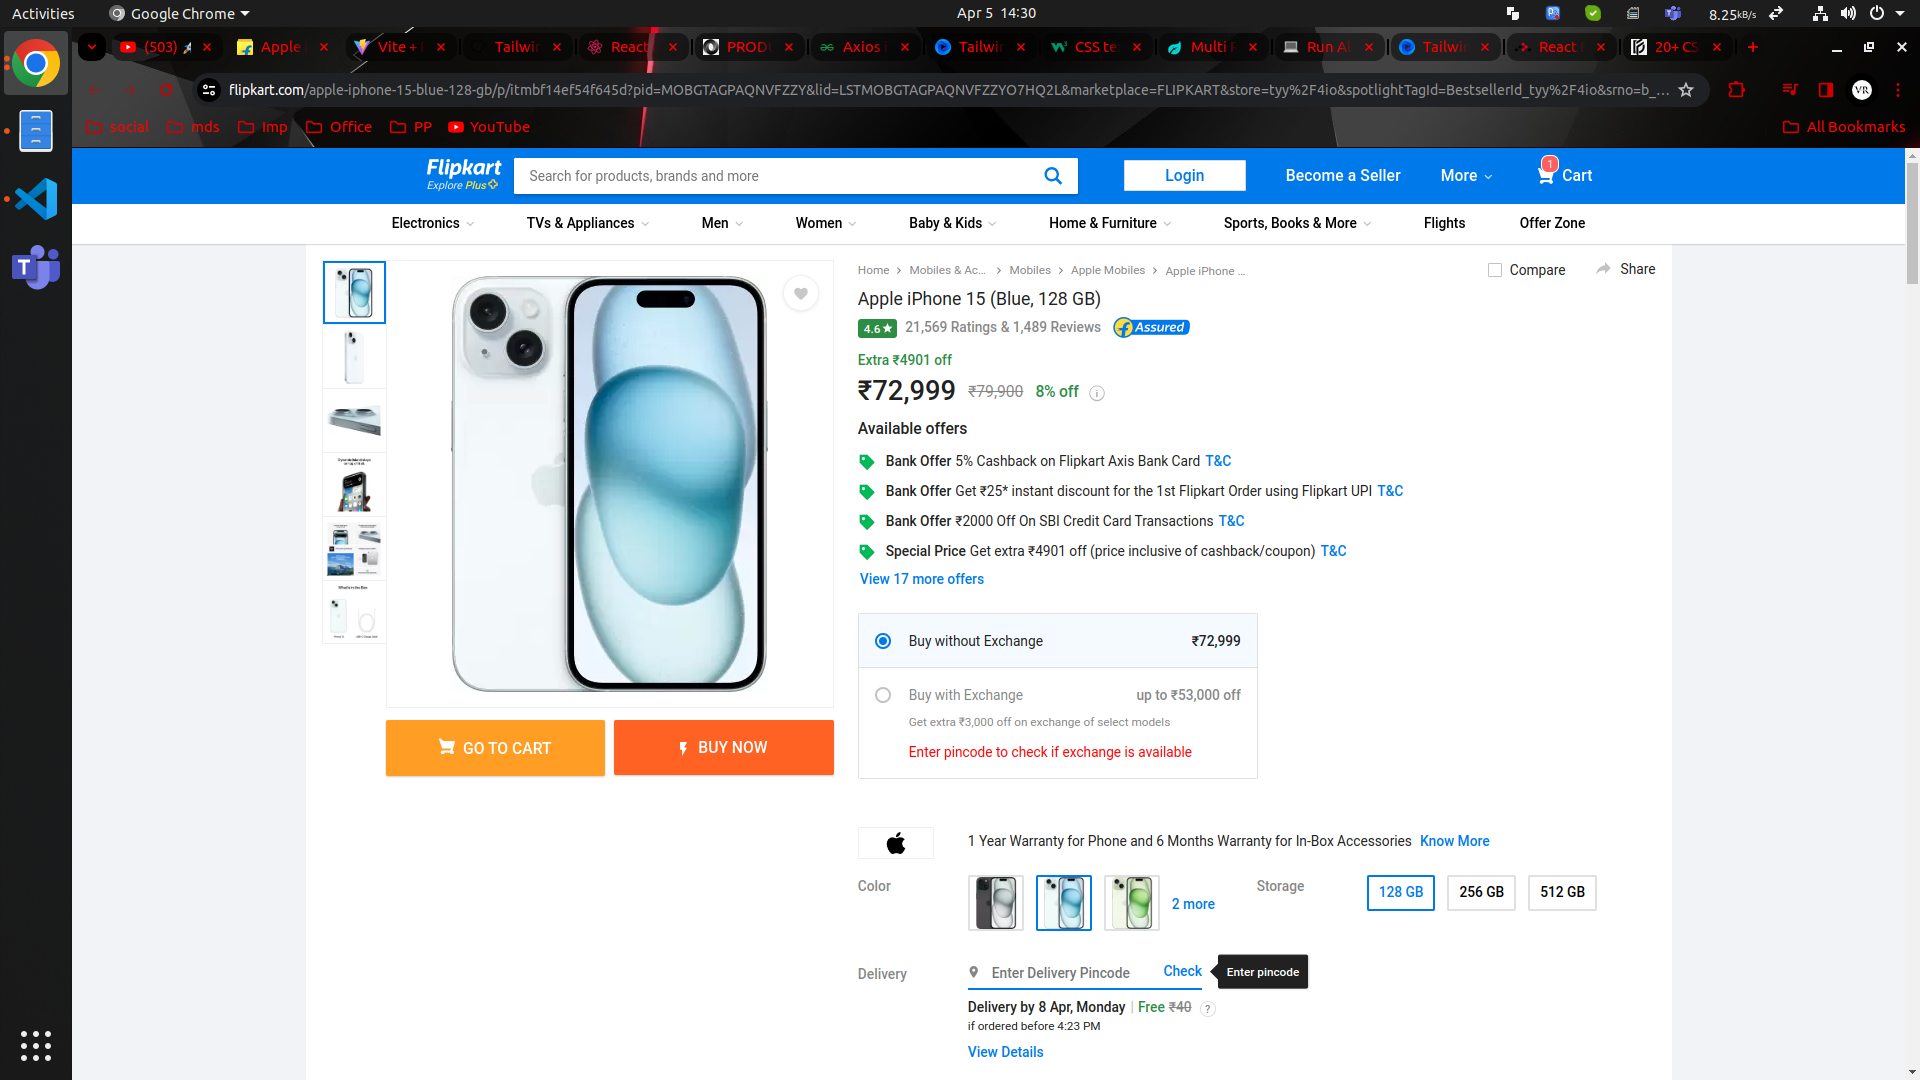 Activities
Google Chrome
Apr 5 14:30
8.25kB/s
(503)
Apple
Vite +
Tailwin
React
PROD
Axios
Tailwin
CSS te
Multi
Run A
Tailwin
React
20+ CS
flipkart.com/apple-iphone-15-blue-128-gb/p/itmbf14ef54f645d?pid=MOBGTAGPAQNVFZZY&lid=LSTMOBGTAGPAQNVFZZYO7HQ2L&marketplace=FLIPKART&store=tyy%2F4io&spotlightTagId=BestsellerId_tyy%2F4io&srno=b_...
VR
social
mds
Imp
Office
PP
YouTube
All Bookmarks
Flipkart
Explore Plus
Search for products, brands and more
Login
Become a Seller
More
1
Cart
Electronics
TVs & Appliances
Men
Women
Baby & Kids
Home & Furniture
Sports, Books & More
Flights
Offer Zone
Home
Mobiles & Ac...
Mobiles
Apple Mobiles
Apple iPhone ...
Compare
Share
Apple iPhone 15 (Blue, 128 GB)
4.6★ 21,569 Ratings & 1,489 Reviews
Assured
Extra ₹4901 off
₹72,999 ₹79,900 8% off
Available offers
Bank Offer 5% Cashback on Flipkart Axis Bank Card T&C
Bank Offer Get ₹25* instant discount for the 1st Flipkart Order using Flipkart UPI T&C
Bank Offer ₹2000 Off On SBI Credit Card Transactions T&C
Special Price Get extra ₹4901 off (price inclusive of cashback/coupon) T&C
View 17 more offers
Buy without Exchange ₹72,999
Buy with Exchange up to ₹53,000 off
Get extra ₹3,000 off on exchange of select models
Enter pincode to check if exchange is available
GO TO CART
BUY NOW
1 Year Warranty for Phone and 6 Months Warranty for In-Box Accessories Know More
Color
2 more
Storage
128 GB
256 GB
512 GB
Delivery
Enter Delivery Pincode
Check
Enter pincode
Delivery by 8 Apr, Monday | Free ₹40 ?
if ordered before 4:23 PM
View Details